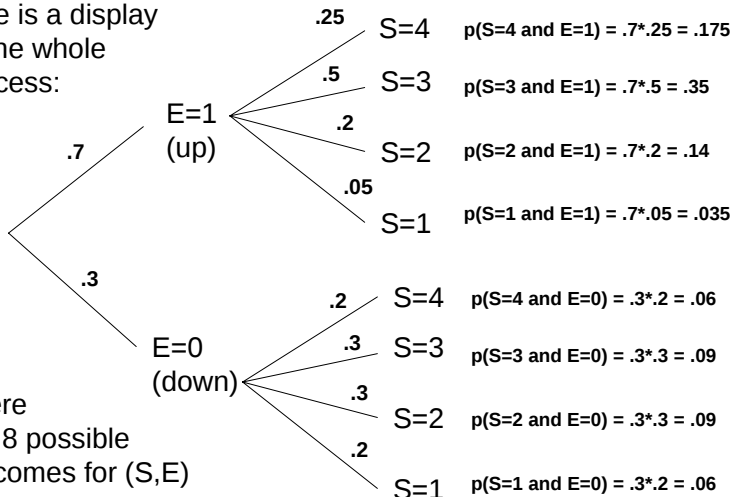 e is a display
ne whole
cess:
.7
.3
E=1
(up)
.25
.5
.2
.05
S=4 p(S=4 and E=1) = .7*.25 = .175
S=3 p(S=3 and E=1) = .7*.5 = .35
S=2 p(S=2 and E=1) = .7*.2 = .14
S=1 p(S=1 and E=1) = .7*.05 = .035
E=0
(down)
.2
.3
.3
.2
S=4 p(S=4 and E=0) = .3*.2 = .06
S=3 p(S=3 and E=0) = .3*.3 = .09
S=2 p(S=2 and E=0) = .3*.3 = .09
S=1 p(S=1 and E=0) = .3*.2 = .06
ere
8 possible
comes for (S,E)